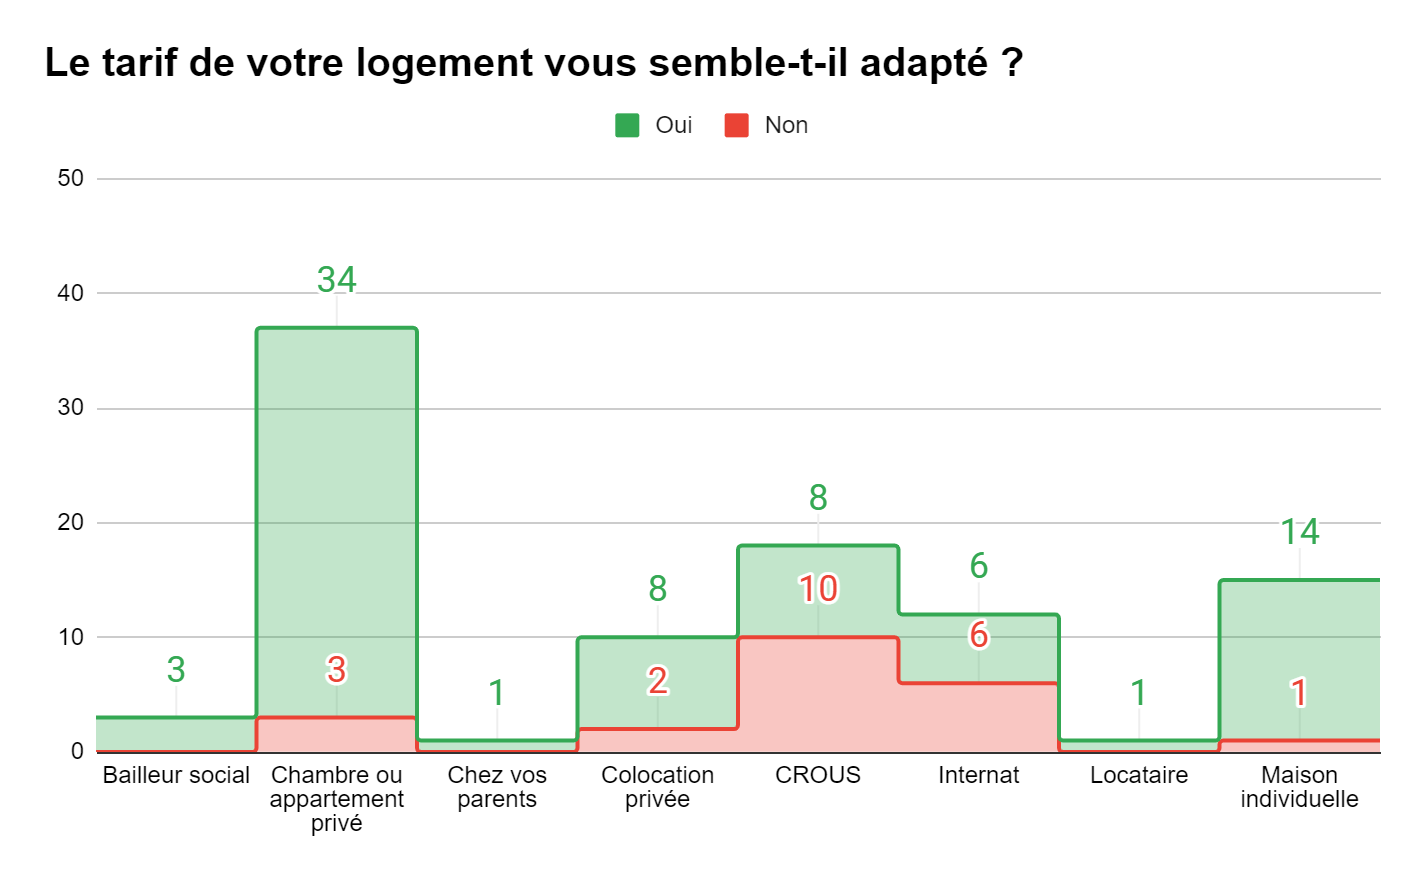 Le tarif de votre logement vous semble-t-il adapté ?
Oui Non
50
40
30
20
10
0
34
8
14
8
10
6
6
3
3
1
2
1
1
Bailleur social
Chambre ou
appartement
privé
Chez vos
parents
Colocation
privée
CROUS
Internat
Locataire
Maison
individuelle